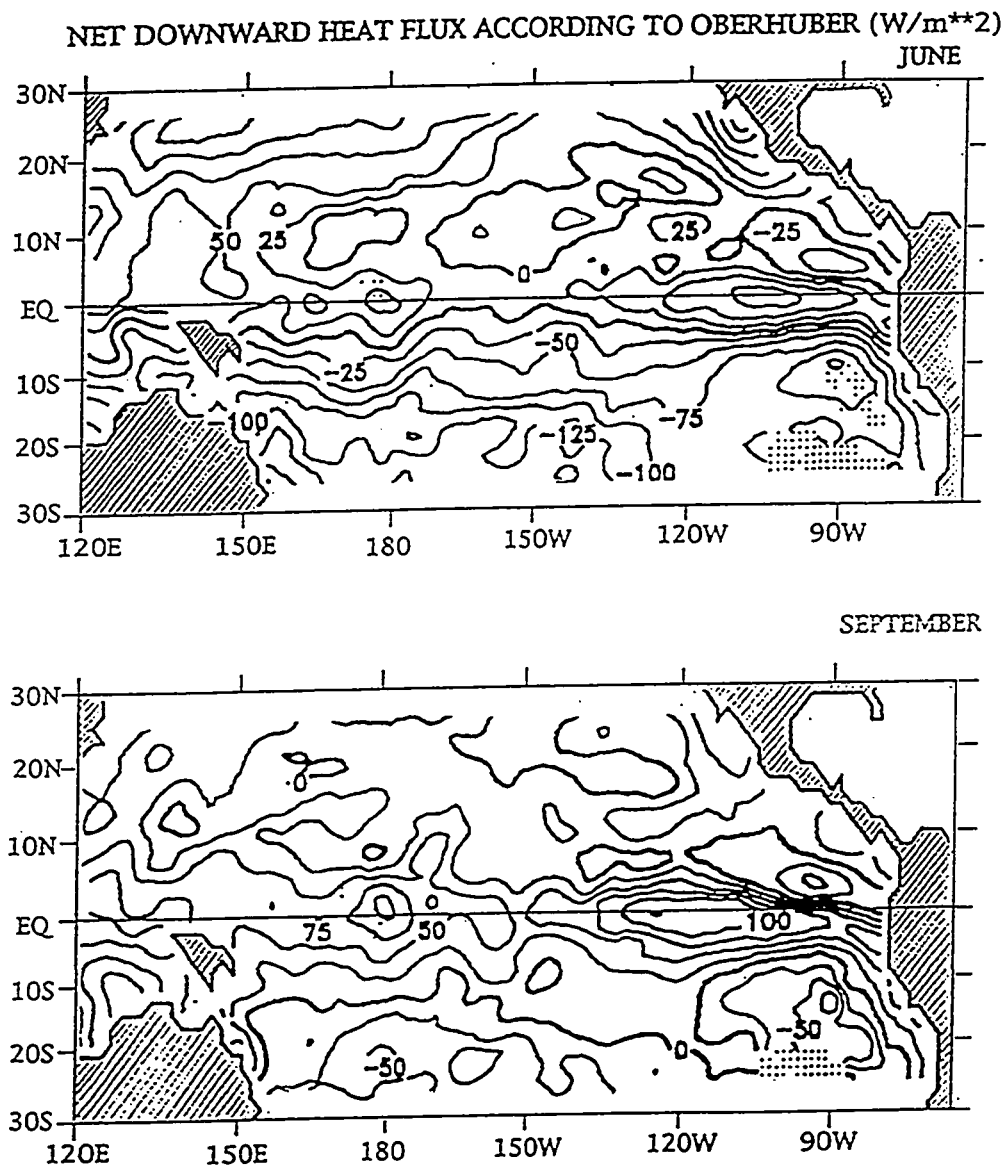 NET DOWNWARD HEAT FLUX ACCORDING TO OBERHUBER (W/m**2)
JUNE
30N
20N
10N
EQ
10S
20S
30S
50 25
25
-25
0
-50
-25
-75
-100
-125
-100
120E 150E 180 150W 120W 90W
SEPTEMBER
30N
20N
10N
EQ
10S
20S
30S
75
50
100
0
-50
-50
120E 150E 180 150W 120W 90W